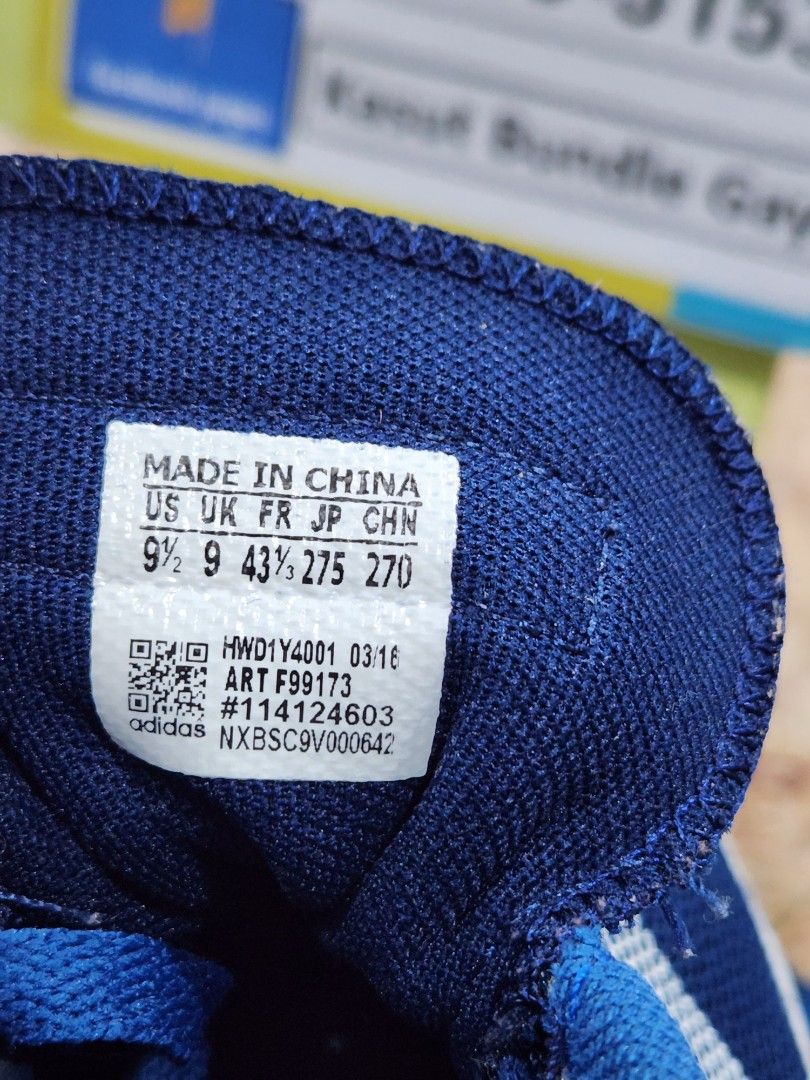 Bundle
MADE IN CHINA
US UK FR JP CHN
9½ 9 43⅓ 275 270
HWD1Y4001 03/16
ART F99173
#114124603
adidas
NXBSC9V000642